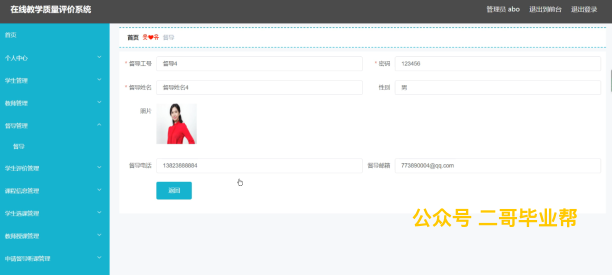 在线教学质量评价系统
管理员 abo 退出到前台 退出登录
首页
个人中心
学生管理
教师管理
督导管理
督导
学生评价管理
课程信息管理
学生选课管理
教师授课管理
申请督导听课管理
首页 督导
* 督导工号 督导4 * 密码 123456
* 督导姓名 督导姓名4 性别 男
照片
督导电话 13823888884 督导邮箱 773890004@qq.com
返回
公众号 二哥毕业帮